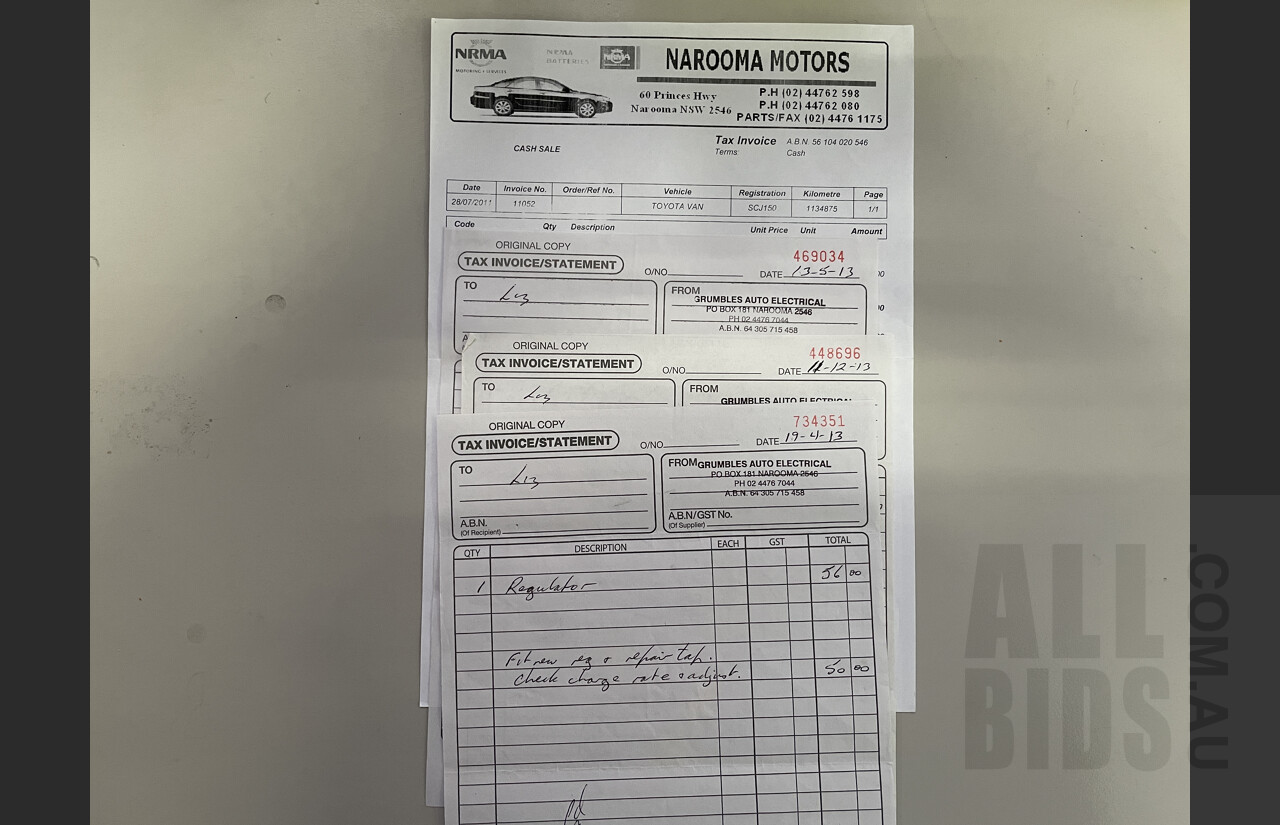 NRMA
MOTORING + SERVICES
NRMA
BATTERIES
NRMA
NAROOMA MOTORS
60 Princes Hwy
Narooma NSW 2546
P.H (02) 44762 598
P.H (02) 44762 080
PARTS/FAX (02) 4476 1175
CASH SALE
Tax Invoice A.B.N. 56 104 020 546
Terms: Cash
Date Invoice No. Order/Ref No. Vehicle Registration Kilometre Page
28/07/2011 11052 TOYOTA VAN SCJ150 1134875 1/1
Code Qty Description Unit Price Unit Amount
ORIGINAL COPY
469034
TAX INVOICE/STATEMENT O/NO. DATE 13-5-13
TO Liz
FROM
GRUMBLES AUTO ELECTRICAL
PO BOX 181 NAROOMA 2546
PH 02 4476 7044
A.B.N. 64 305 715 458
ORIGINAL COPY
448696
TAX INVOICE/STATEMENT O/NO. DATE 11-12-13
TO Liz
FROM
GRUMBLES AUTO ELECTRICAL
ORIGINAL COPY
734351
TAX INVOICE/STATEMENT O/NO. DATE 19-4-13
TO Liz
A.B.N.
(Of Recipient)
FROM GRUMBLES AUTO ELECTRICAL
PO BOX 181 NAROOMA 2546
PH 02 4476 7044
A.B.N. 64 305 715 458
A.B.N/GST No.
(Of Supplier)
QTY DESCRIPTION EACH GST TOTAL
1 Regulator 56 00
Fit new reg & repair tap.
check charge rate & adjust. 50 00
ALL
BIDS
.COM.AU